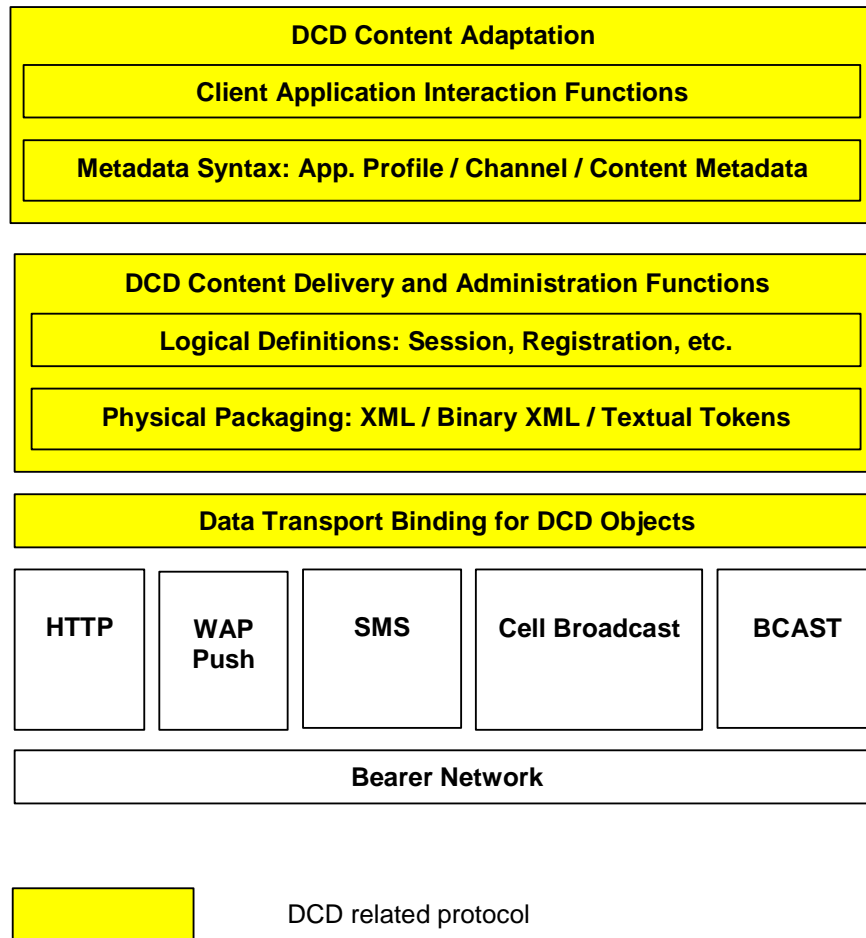 DCD Content Adaptation
Client Application Interaction Functions
Metadata Syntax: App. Profile / Channel / Content Metadata
DCD Content Delivery and Administration Functions
Logical Definitions: Session, Registration, etc.
Physical Packaging: XML / Binary XML / Textual Tokens
Data Transport Binding for DCD Objects
HTTP
WAP
Push
SMS
Cell Broadcast
BCAST
Bearer Network
DCD related protocol